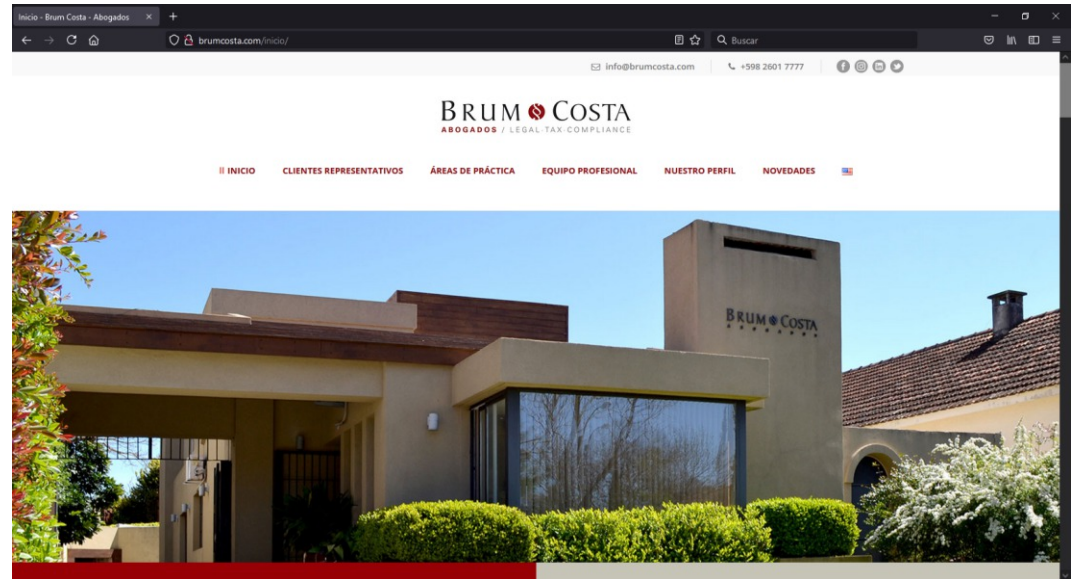 Inicio - Brum Costa - Abogados
brumcosta.com/inicio/
Buscar
info@brumcosta.com
+598 2601 7777
BRUM COSTA
ABOGADOS / LEGAL-TAX-COMPLIANCE
INICIO
CLIENTES REPRESENTATIVOS
ÁREAS DE PRÁCTICA
EQUIPO PROFESIONAL
NUESTRO PERFIL
NOVEDADES
BRUM COSTA
ABOGADOS